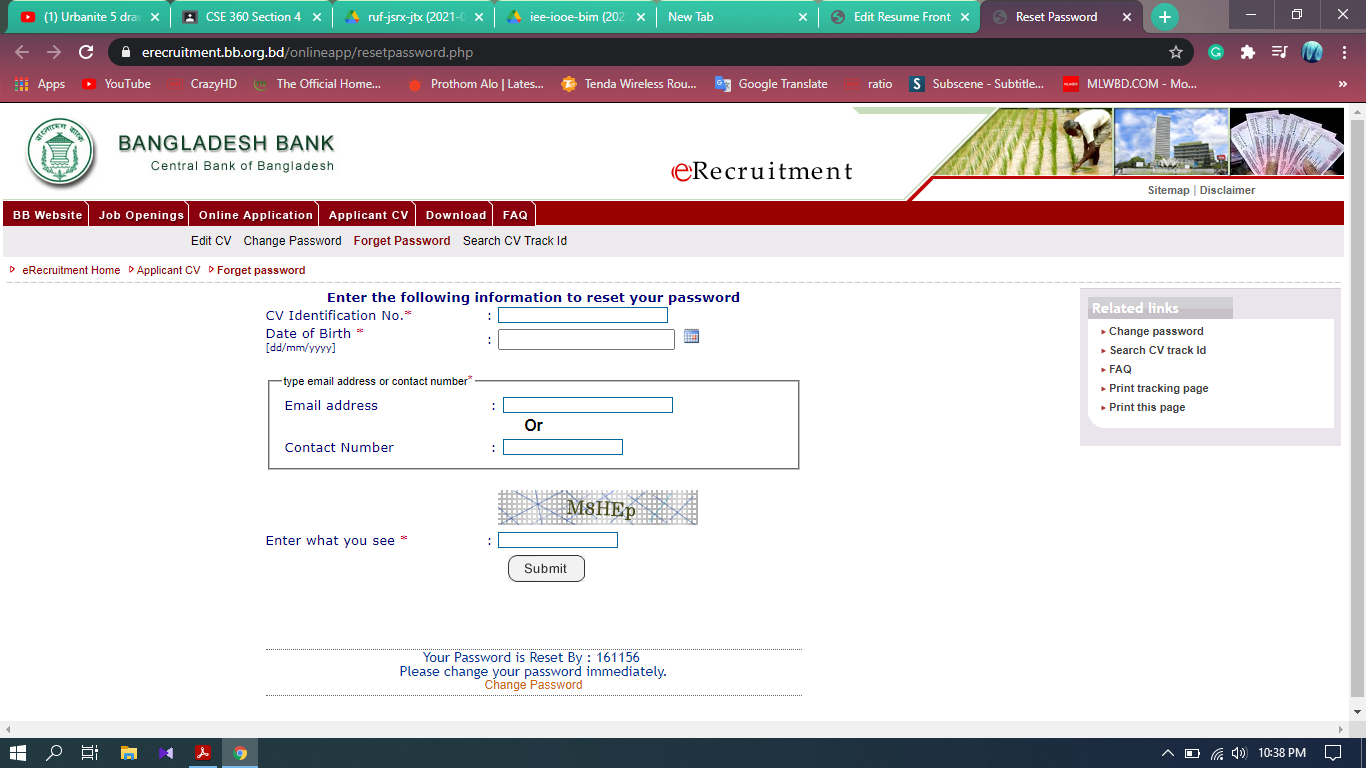 (1) Urbanite 5 dra
CSE 360 Section 4
ruf-jsrx-jtx (2021-0
iee-iooe-bim (202
New Tab
Edit Resume Front
Reset Password
erecruitment.bb.org.bd/onlineapp/resetpassword.php
Apps
YouTube
CrazyHD
The Official Home...
Prothom Alo | Lates...
Tenda Wireless Rou...
Google Translate
ratio
Subscene - Subtitle...
MLWBD.COM - Mo...
BANGLADESH BANK
Central Bank of Bangladesh
eRecruitment
Sitemap | Disclaimer
BB Website
Job Openings
Online Application
Applicant CV
Download
FAQ
Edit CV
Change Password
Forget Password
Search CV Track Id
eRecruitment Home
Applicant CV
Forget password
Enter the following information to reset your password
CV Identification No.* :
Date of Birth * :
[dd/mm/yyyy]
type email address or contact number*
Email address :
Or
Contact Number :
M8HEp
Enter what you see * :
Submit
Your Password is Reset By : 161156
Please change your password immediately.
Change Password
Related links
Change password
Search CV track Id
FAQ
Print tracking page
Print this page
10:38 PM